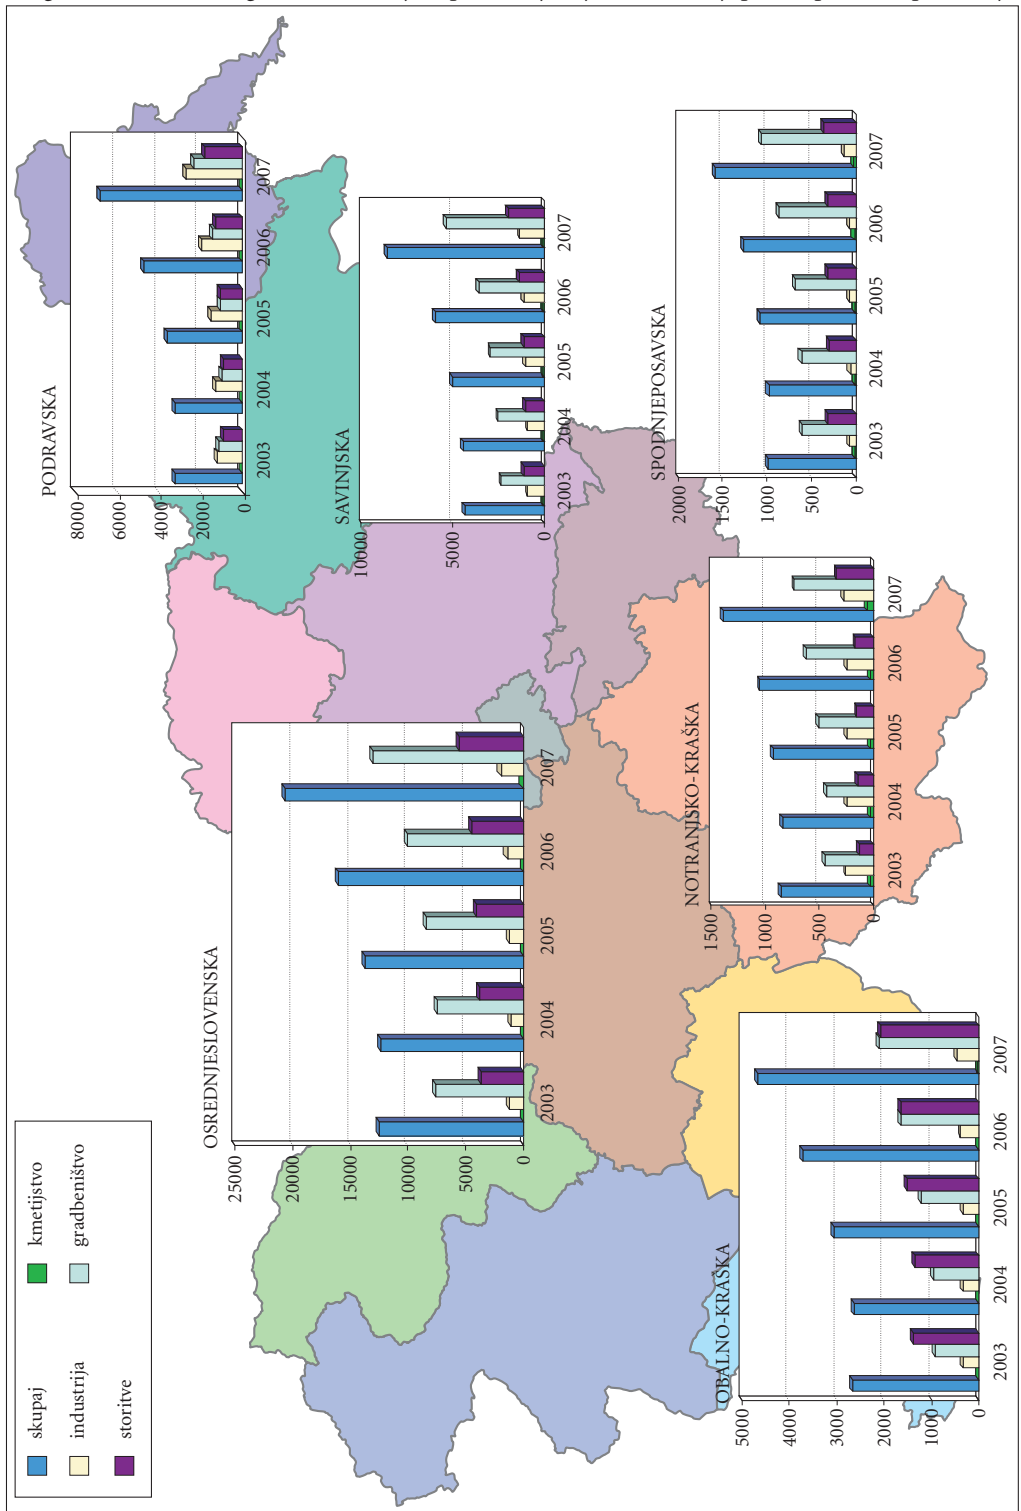 skupaj kmetijstvo
industrija gradbeništvo
storitve
PODRAVSKA
8000
6000
4000
2000
0
2003 2004 2005 2006 2007
OSREDNJESLOVENSKA
25000
20000
15000
10000
5000
0
2003 2004 2005 2006 2007
SAVINJSKA
10000
5000
0
2003 2004 2005 2006 2007
SPODNJEPOSAVSKA
2000
1500
1000
5000
0
2003 2004 2005 2006 2007
NOTRANJSKO-KRAŠKA
1500
1000
500
0
2003 2004 2005 2006 2007
OBALNO-KRAŠKA
5000
4000
3000
2000
1000
0
2003 2004 2005 2006 2007